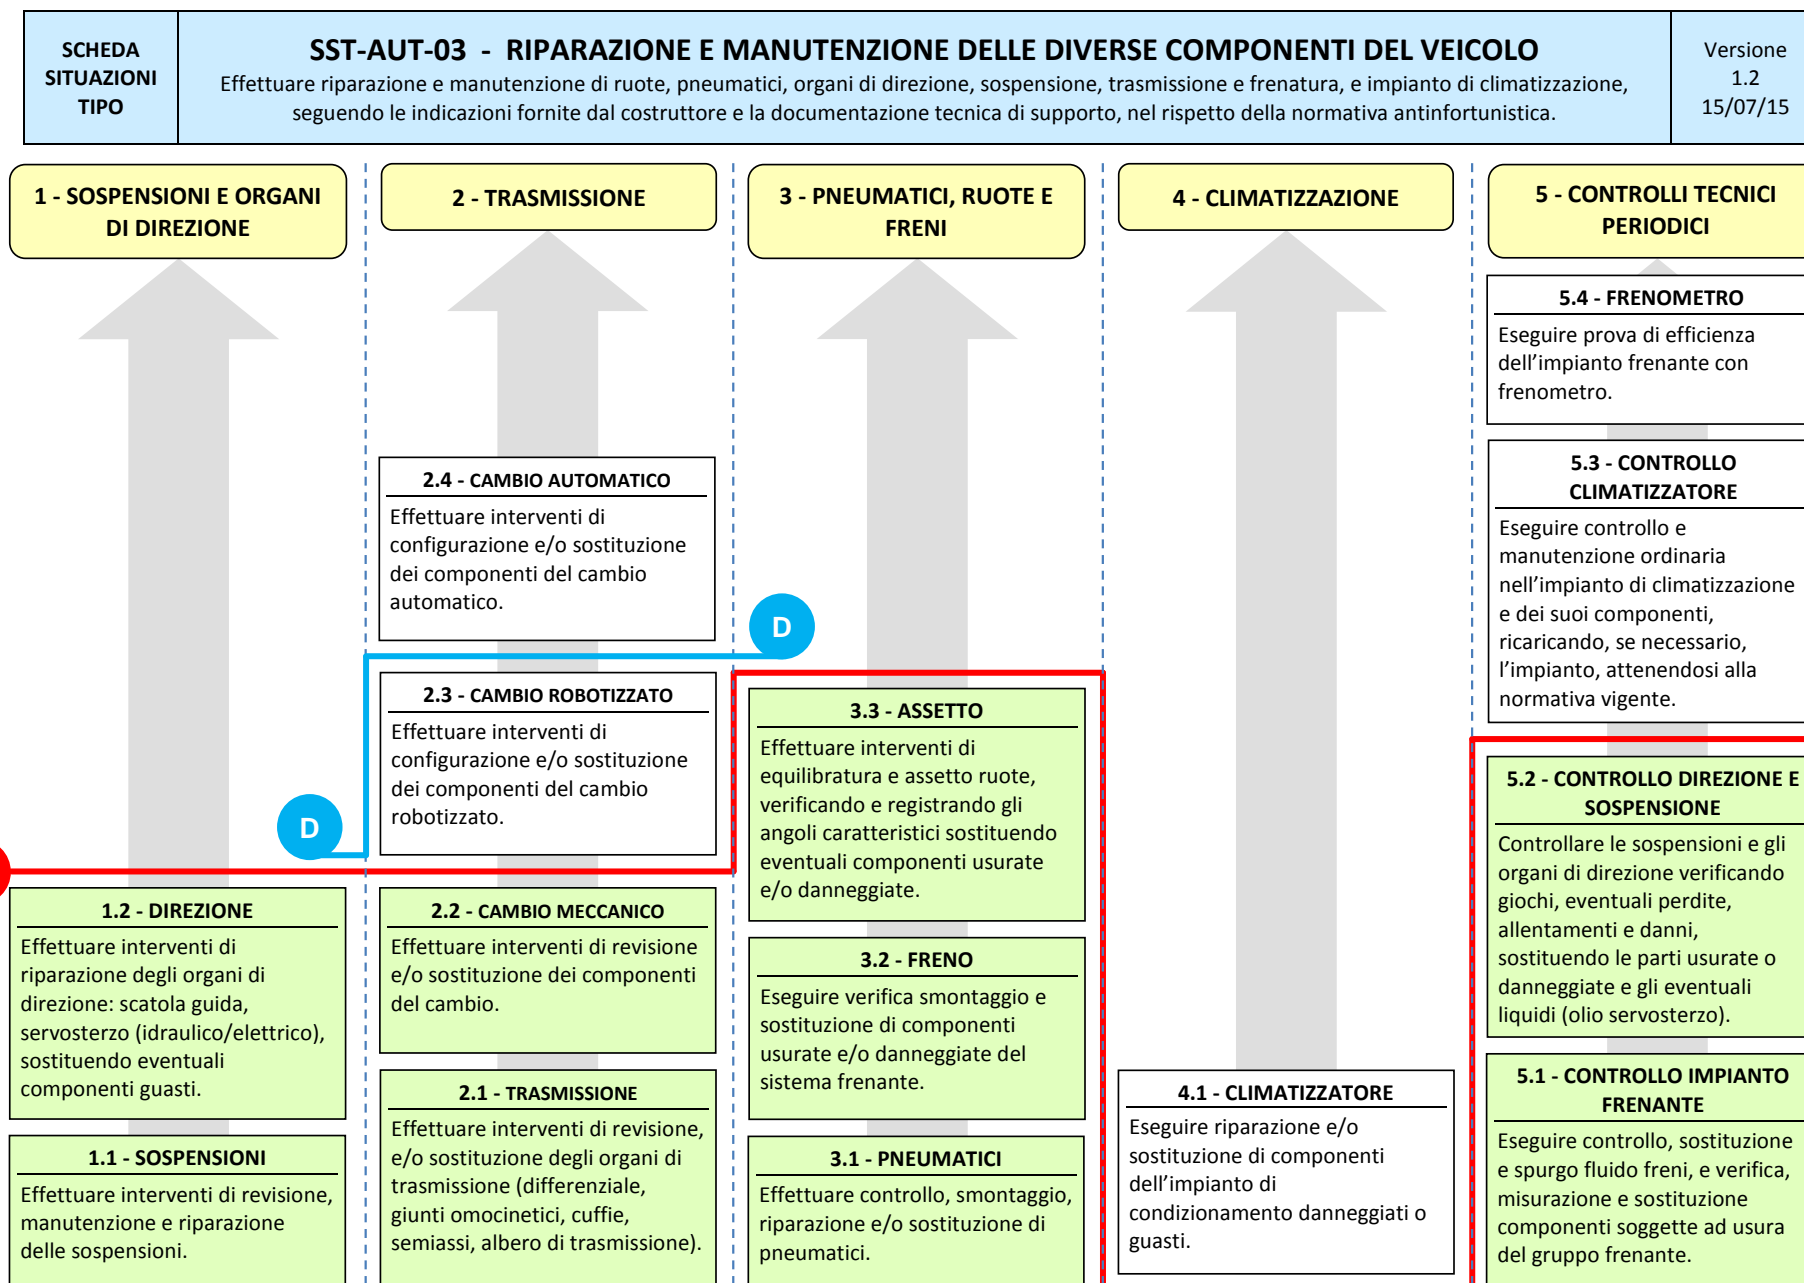 SCHEDA
SITUAZIONI
TIPO
SST-AUT-03 - RIPARAZIONE E MANUTENZIONE DELLE DIVERSE COMPONENTI DEL VEICOLO
Effettuare riparazione e manutenzione di ruote, pneumatici, organi di direzione, sospensione, trasmissione e frenatura, e impianto di climatizzazione,
seguendo le indicazioni fornite dal costruttore e la documentazione tecnica di supporto, nel rispetto della normativa antinfortunistica.
Versione
1.2
15/07/15
1 - SOSPENSIONI E ORGANI
DI DIREZIONE
1.2 - DIREZIONE
Effettuare interventi di
riparazione degli organi di
direzione: scatola guida,
servosterzo (idraulico/elettrico),
sostituendo eventuali
componenti guasti.
1.1 - SOSPENSIONI
Effettuare interventi di revisione,
manutenzione e riparazione
delle sospensioni.
D
2 - TRASMISSIONE
2.4 - CAMBIO AUTOMATICO
Effettuare interventi di
configurazione e/o sostituzione
dei componenti del cambio
automatico.
2.3 - CAMBIO ROBOTIZZATO
Effettuare interventi di
configurazione e/o sostituzione
dei componenti del cambio
robotizzato.
2.2 - CAMBIO MECCANICO
Effettuare interventi di revisione
e/o sostituzione dei componenti
del cambio.
2.1 - TRASMISSIONE
Effettuare interventi di revisione,
e/o sostituzione degli organi di
trasmissione (differenziale,
giunti omocinetici, cuffie,
semiassi, albero di trasmissione).
3 - PNEUMATICI, RUOTE E
FRENI
D
3.3 - ASSETTO
Effettuare interventi di
equilibratura e assetto ruote,
verificando e registrando gli
angoli caratteristici sostituendo
eventuali componenti usurate
e/o danneggiate.
3.2 - FRENO
Eseguire verifica smontaggio e
sostituzione di componenti
usurate e/o danneggiate del
sistema frenante.
3.1 - PNEUMATICI
Effettuare controllo, smontaggio,
riparazione e/o sostituzione di
pneumatici.
4 - CLIMATIZZAZIONE
4.1 - CLIMATIZZATORE
Eseguire riparazione e/o
sostituzione di componenti
dell'impianto di
condizionamento danneggiati o
guasti.
5 - CONTROLLI TECNICI
PERIODICI
5.4 - FRENOMETRO
Eseguire prova di efficienza
dell'impianto frenante con
frenometro.
5.3 - CONTROLLO
CLIMATIZZATORE
Eseguire controllo e
manutenzione ordinaria
nell'impianto di climatizzazione
e dei suoi componenti,
ricaricando, se necessario,
l'impianto, attenendosi alla
normativa vigente.
5.2 - CONTROLLO DIREZIONE E
SOSPENSIONE
Controllare le sospensioni e gli
organi di direzione verificando
giochi, eventuali perdite,
allentamenti e danni,
sostituendo le parti usurate o
danneggiate e gli eventuali
liquidi (olio servosterzo).
5.1 - CONTROLLO IMPIANTO
FRENANTE
Eseguire controllo, sostituzione
e spurgo fluido freni, e verifica,
misurazione e sostituzione
componenti soggette ad usura
del gruppo frenante.